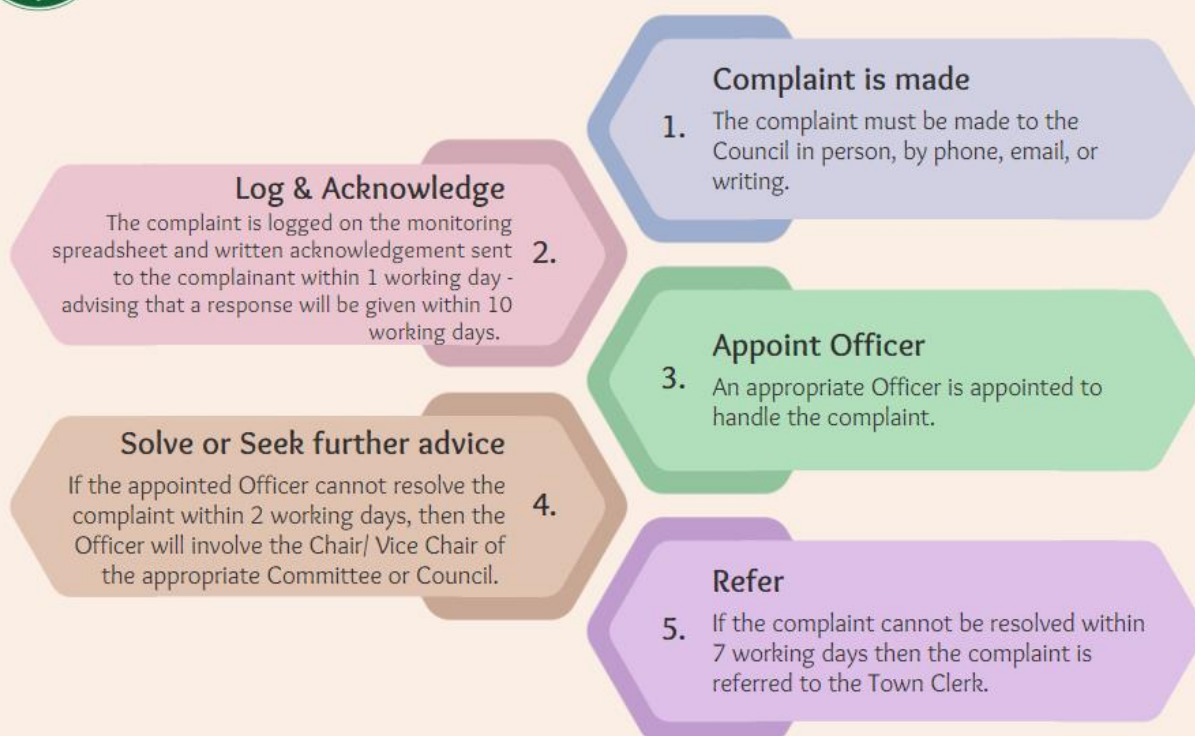 Complaint is made
1.
The complaint must be made to the
Council in person, by phone, email, or
writing.
Log & Acknowledge
The complaint is logged on the monitoring
spreadsheet and written acknowledgement sent
2.
to the complainant within 1 working day -
advising that a response will be given within 10
working days.
Appoint Officer
3.
An appropriate Officer is appointed to
handle the complaint.
Solve or Seek further advice
If the appointed Officer cannot resolve the
complaint within 2 working days, then the
4.
Officer will involve the Chair/ Vice Chair of
the appropriate Committee or Council.
Refer
5.
If the complaint cannot be resolved within
7 working days then the complaint is
referred to the Town Clerk.